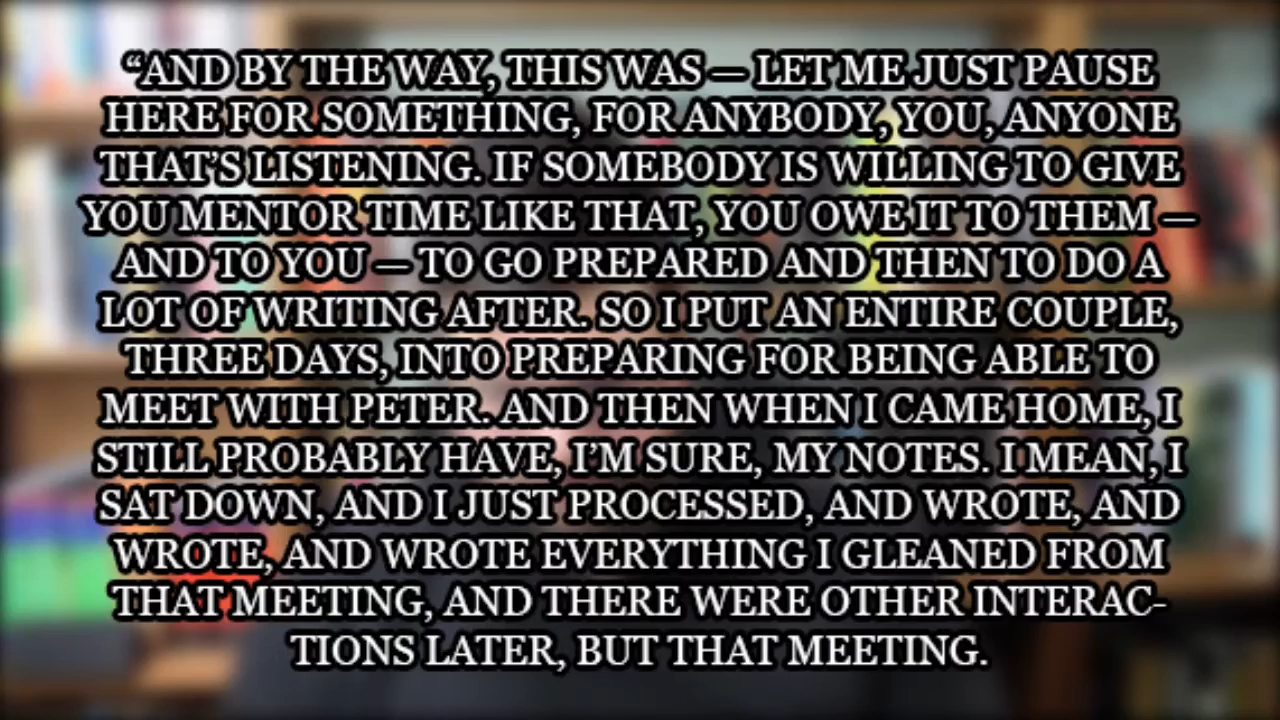 “AND BY THE WAY, THIS WAS — LET ME JUST PAUSE
HERE FOR SOMETHING, FOR ANYBODY, YOU, ANYONE
THAT’S LISTENING. IF SOMEBODY IS WILLING TO GIVE
YOU MENTOR TIME LIKE THAT, YOU OWE IT TO THEM —
AND TO YOU — TO GO PREPARED AND THEN TO DO A
LOT OF WRITING AFTER. SO I PUT AN ENTIRE COUPLE,
THREE DAYS, INTO PREPARING FOR BEING ABLE TO
MEET WITH PETER. AND THEN WHEN I CAME HOME, I
STILL PROBABLY HAVE, I’M SURE, MY NOTES. I MEAN, I
SAT DOWN, AND I JUST PROCESSED, AND WROTE, AND
WROTE, AND WROTE EVERYTHING I GLEANED FROM
THAT MEETING, AND THERE WERE OTHER INTERAC-
TIONS LATER, BUT THAT MEETING.